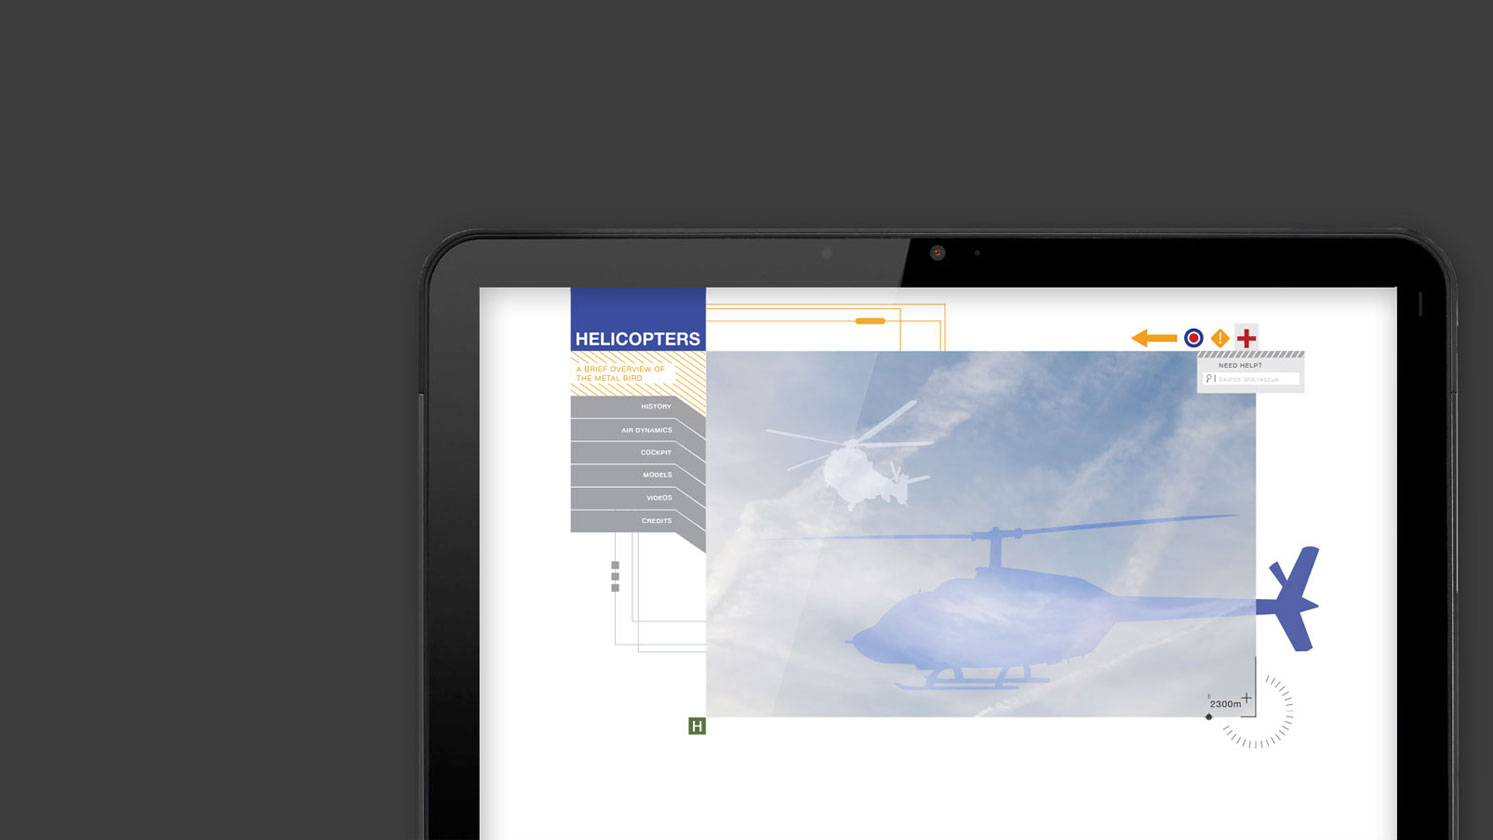 HELICOPTERS
A BRIEF OVERVIEW OF
THE METAL BIRD
HISTORY
AIR DYNAMICS
COCKPIT
MODELS
VIDEOS
CREDITS
!
NEED HELP?
Search and rescue
2300m
H